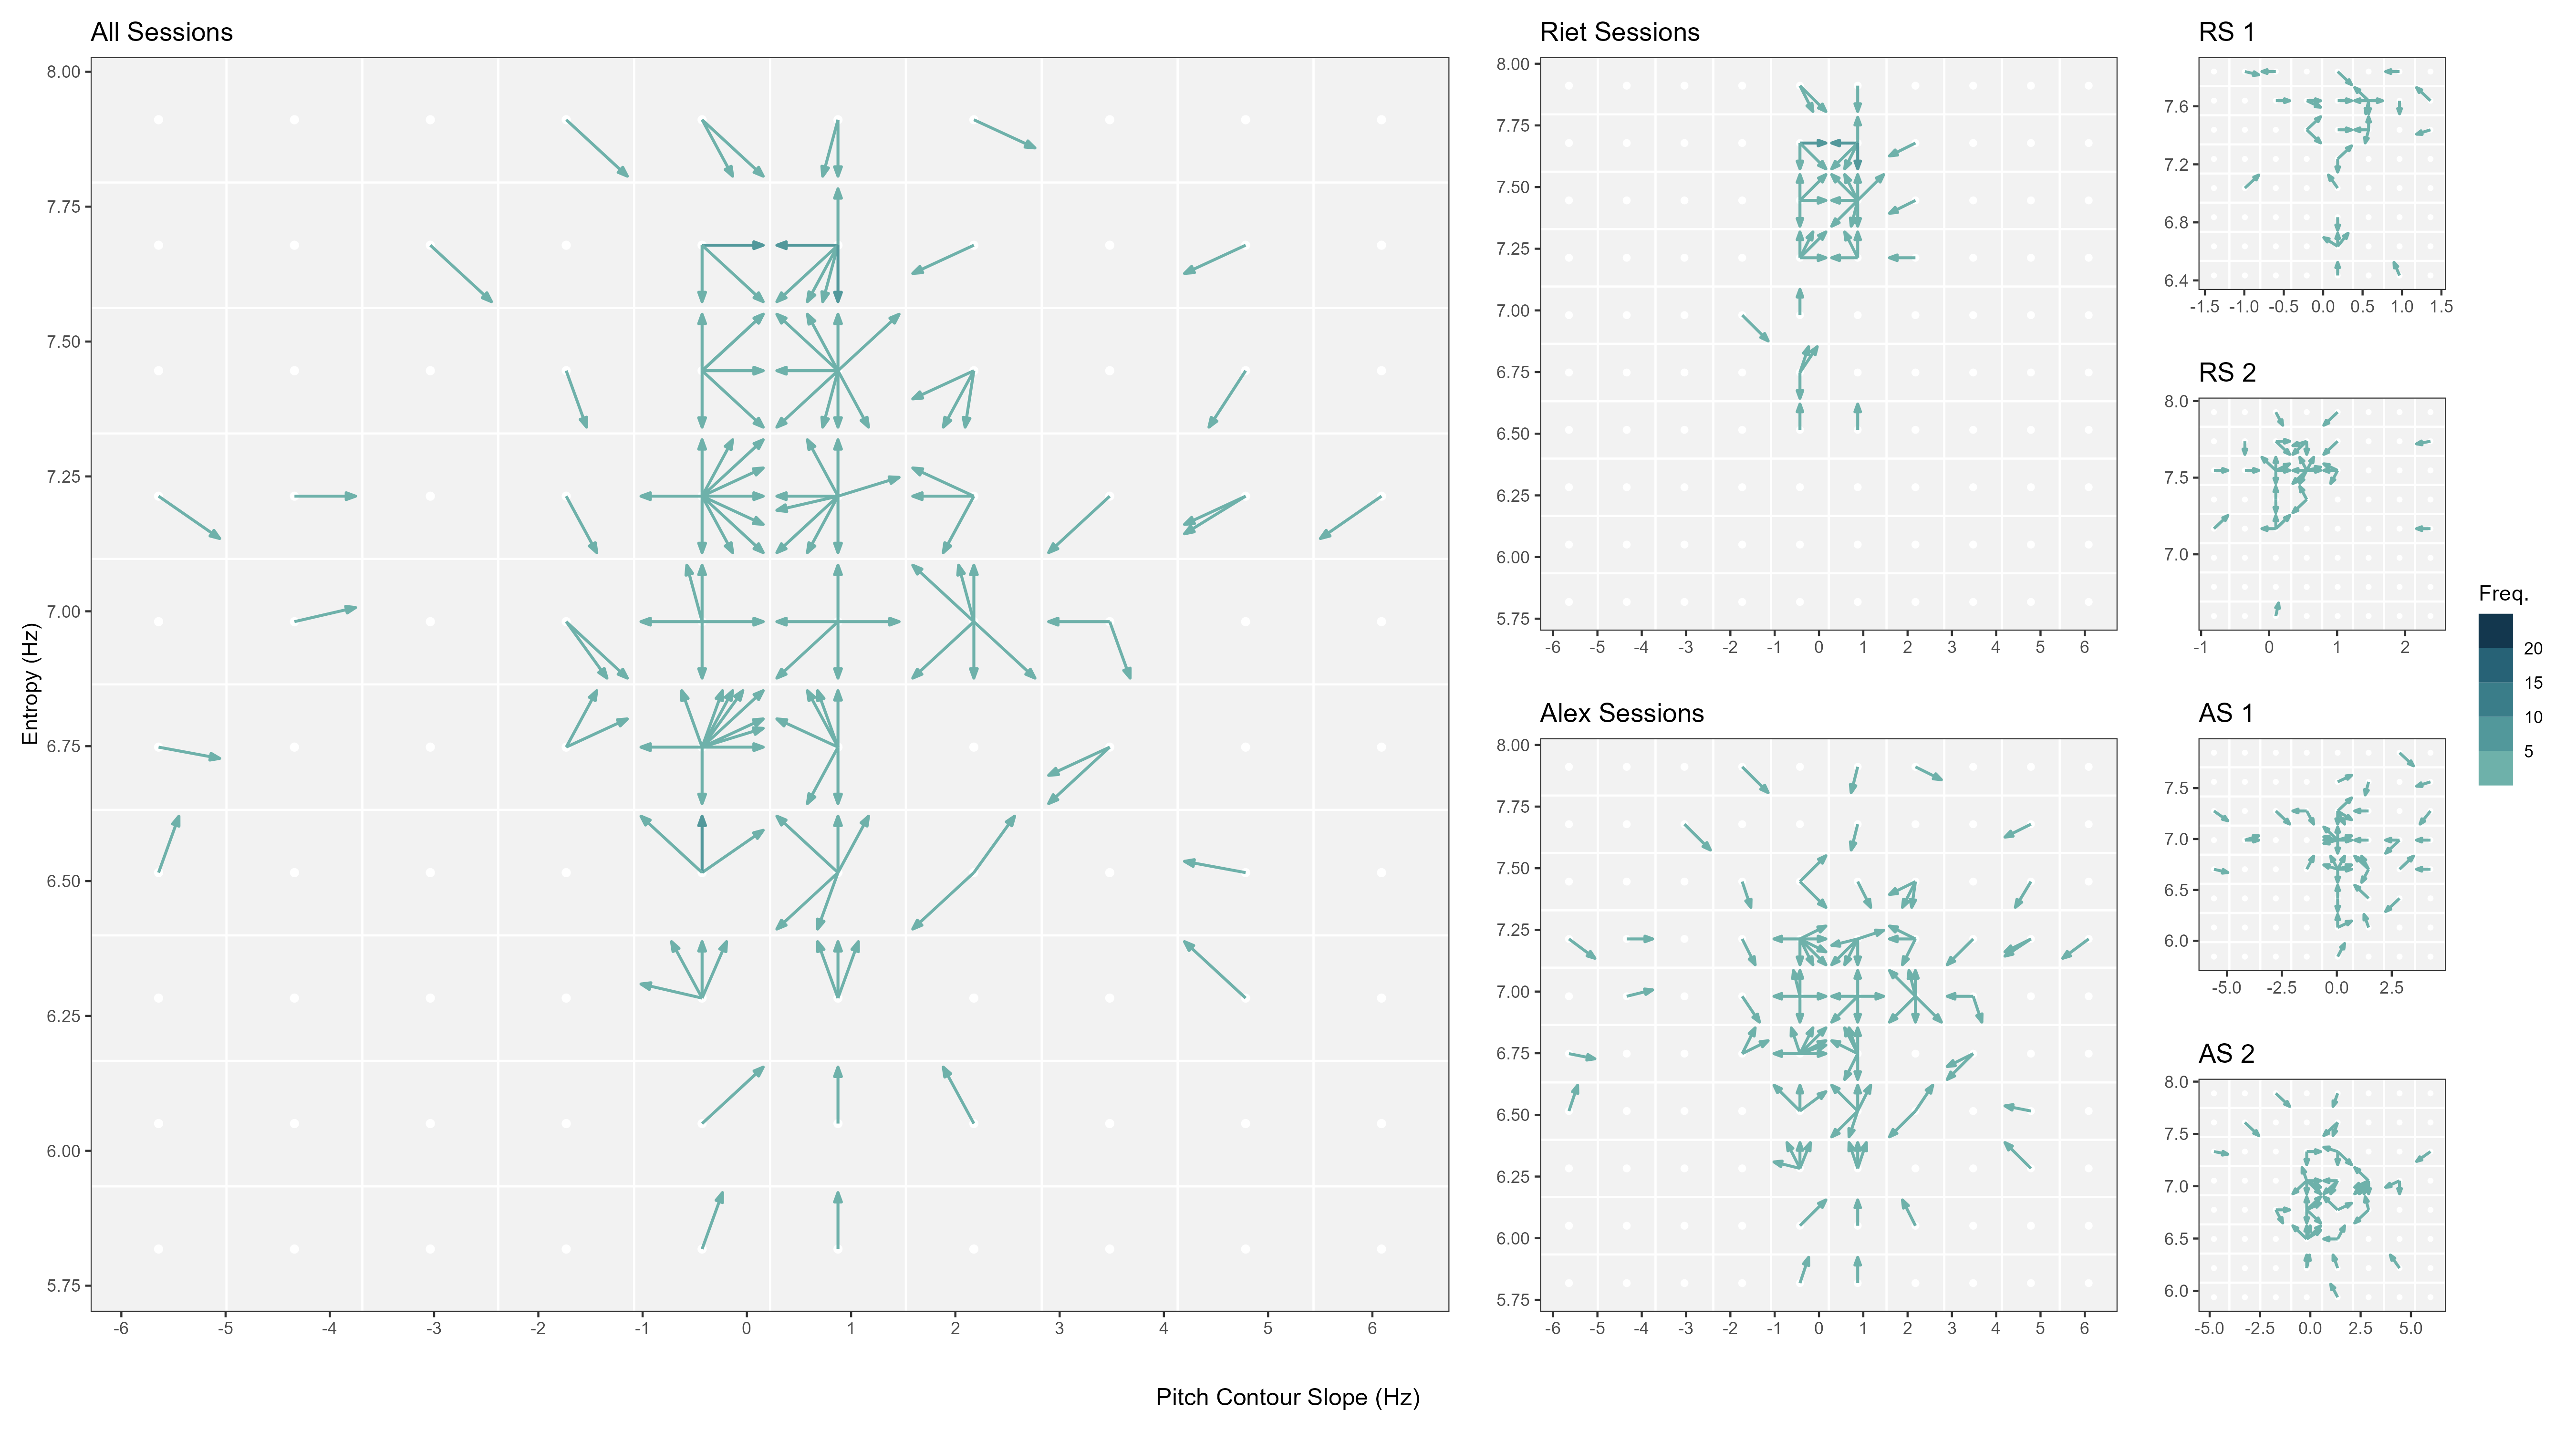 All Sessions
8.00
7.75
7.50
7.25
7.00
6.75
6.50
6.25
6.00
5.75
-6 -5 -4 -3 -2 -1 0 1 2 3 4 5 6
Entropy (Hz)
Pitch Contour Slope (Hz)
Riet Sessions
8.00
7.75
7.50
7.25
7.00
6.75
6.50
6.25
6.00
5.75
-6 -5 -4 -3 -2 -1 0 1 2 3 4 5 6
Alex Sessions
8.00
7.75
7.50
7.25
7.00
6.75
6.50
6.25
6.00
5.75
-6 -5 -4 -3 -2 -1 0 1 2 3 4 5 6
RS 1
7.6
7.2
6.8
6.4
-1.5 -1.0 -0.5 0.0 0.5 1.0 1.5
RS 2
8.0
7.5
7.0
-1 0 1 2
AS 1
7.5
7.0
6.5
6.0
-5.0 -2.5 0.0 2.5
AS 2
8.0
7.5
7.0
6.5
6.0
-5.0 -2.5 0.0 2.5 5.0
Freq.
20
15
10
5